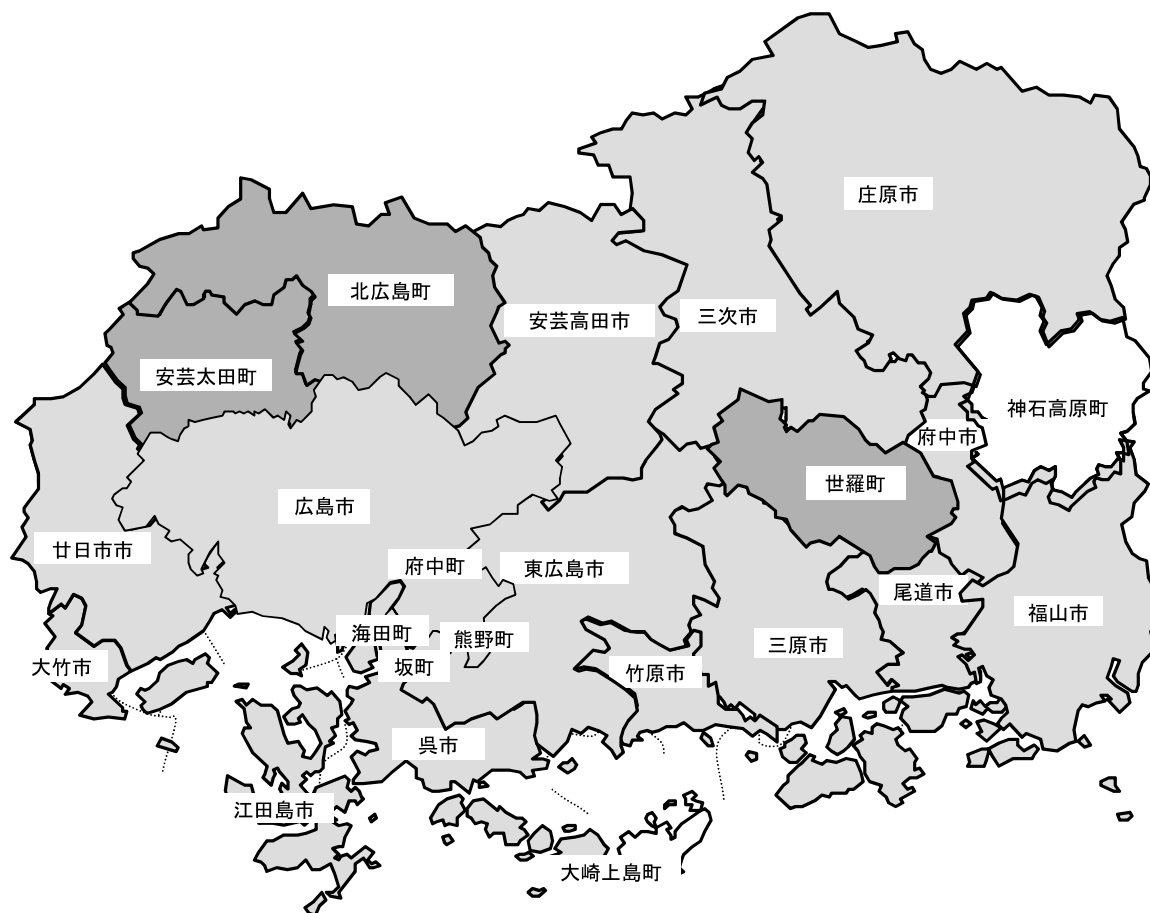 庄原市
北広島町
安芸高田市
三次市
安芸太田町
神石高原町
府中市
世羅町
広島市
廿日市市
府中町
東広島市
尾道市
福山市
海田町
熊野町
三原市
大竹市
坂町
竹原市
呉市
江田島市
大崎上島町